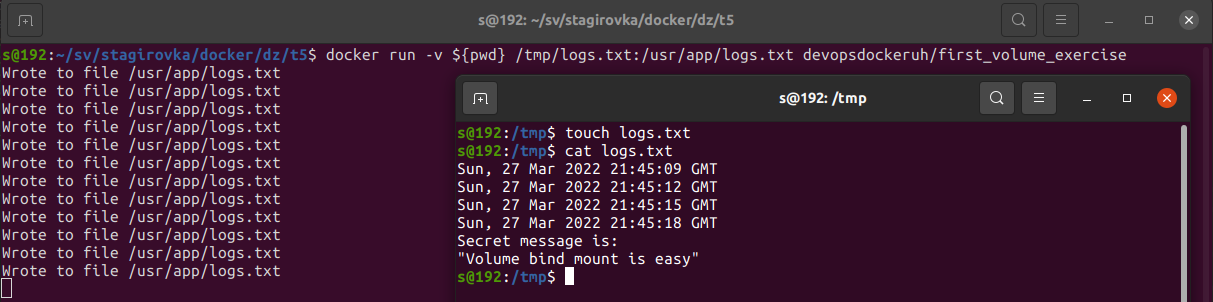 s@192: ~/sv/stagirovka/docker/dz/t5
s@192:~/sv/stagirovka/docker/dz/t5$ docker run -v ${pwd} /tmp/logs.txt:/usr/app/logs.txt devopsdockeruh/first_volume_exercise
Wrote to file /usr/app/logs.txt
Wrote to file /usr/app/logs.txt
Wrote to file /usr/app/logs.txt
Wrote to file /usr/app/logs.txt
Wrote to file /usr/app/logs.txt
Wrote to file /usr/app/logs.txt
Wrote to file /usr/app/logs.txt
Wrote to file /usr/app/logs.txt
Wrote to file /usr/app/logs.txt
Wrote to file /usr/app/logs.txt
Wrote to file /usr/app/logs.txt
Wrote to file /usr/app/logs.txt
s@192: /tmp
s@192:/tmp$ touch logs.txt
s@192:/tmp$ cat logs.txt
Sun, 27 Mar 2022 21:45:09 GMT
Sun, 27 Mar 2022 21:45:12 GMT
Sun, 27 Mar 2022 21:45:15 GMT
Sun, 27 Mar 2022 21:45:18 GMT
Secret message is:
"Volume bind mount is easy"
s@192:/tmp$